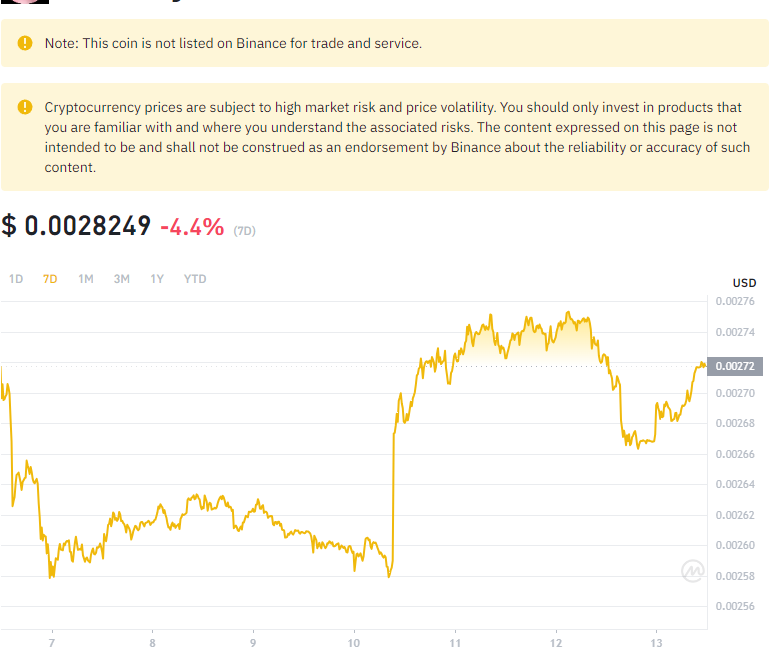 Note: This coin is not listed on Binance for trade and service.
Cryptocurrency prices are subject to high market risk and price volatility. You should only invest in products that
you are familiar with and where you understand the associated risks. The content expressed on this page is not
intended to be and shall not be construed as an endorsement by Binance about the reliability or accuracy of such
content.
$ 0.0028249 -4.4% (7D)
1D 7D 1M 3M 1Y YTD
USD
0.00276
0.00274
0.00272
0.00270
0.00268
0.00266
0.00264
0.00262
0.00260
0.00258
0.00256
7 8 9 10 11 12 13